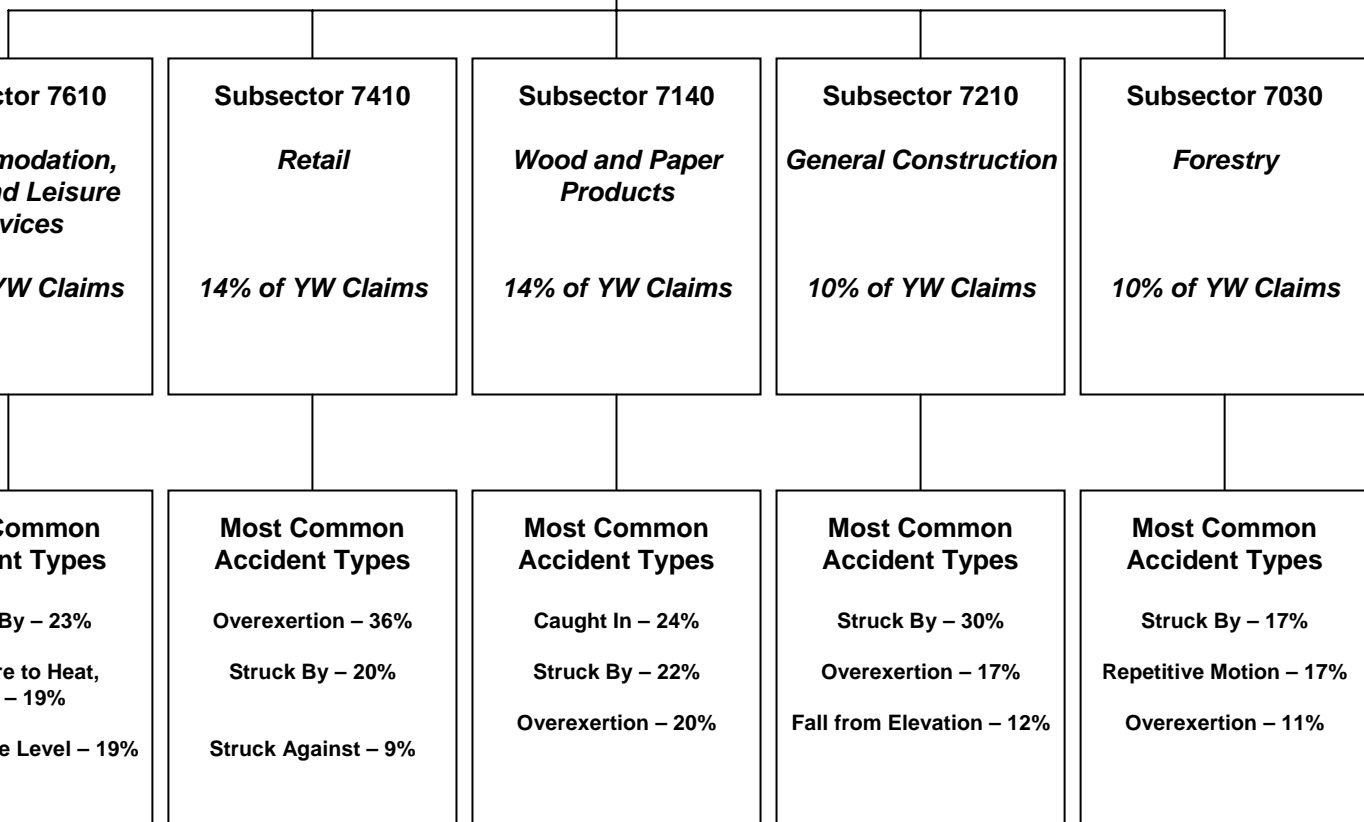 ctor 7610
modation,
nd Leisure
vices
YW Claims
Subsector 7410
Retail
14% of YW Claims
Subsector 7140
Wood and Paper
Products
14% of YW Claims
Subsector 7210
General Construction
10% of YW Claims
Subsector 7030
Forestry
10% of YW Claims
Common
nt Types
By – 23%
re to Heat,
– 19%
e Level – 19%
Most Common
Accident Types
Overexertion – 36%
Struck By – 20%
Struck Against – 9%
Most Common
Accident Types
Caught In – 24%
Struck By – 22%
Overexertion – 20%
Most Common
Accident Types
Struck By – 30%
Overexertion – 17%
Fall from Elevation – 12%
Most Common
Accident Types
Struck By – 17%
Repetitive Motion – 17%
Overexertion – 11%